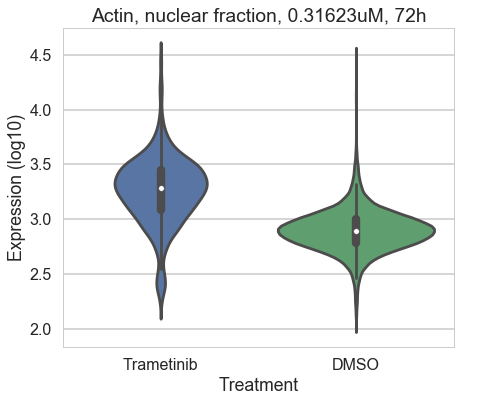 Actin, nuclear fraction, 0.31623uM, 72h
Expression (log10)
4.5
4.0
3.5
3.0
2.5
2.0
Trametinib
DMSO
Treatment